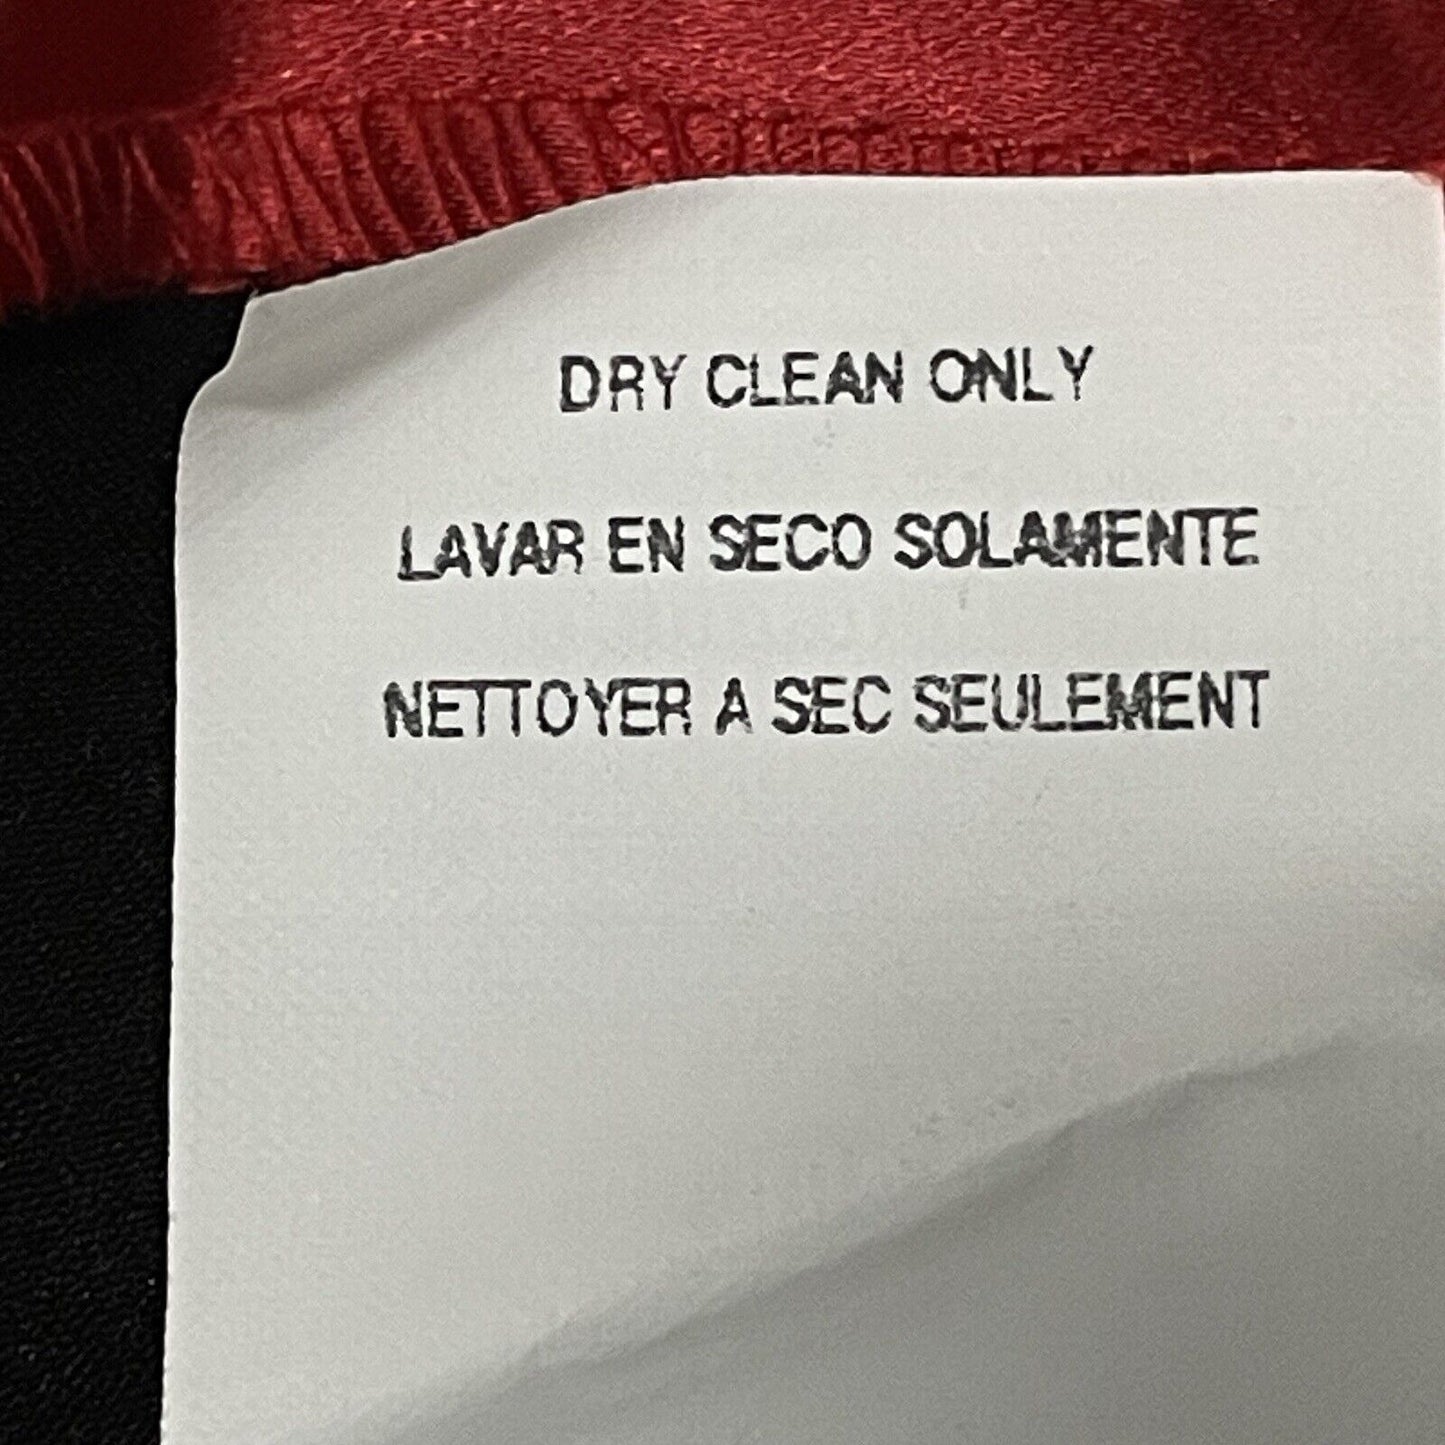 DRY CLEAN ONLY
LAVAR EN SECO SOLAMENTE
NETTOYER A SEC SEULEMENT